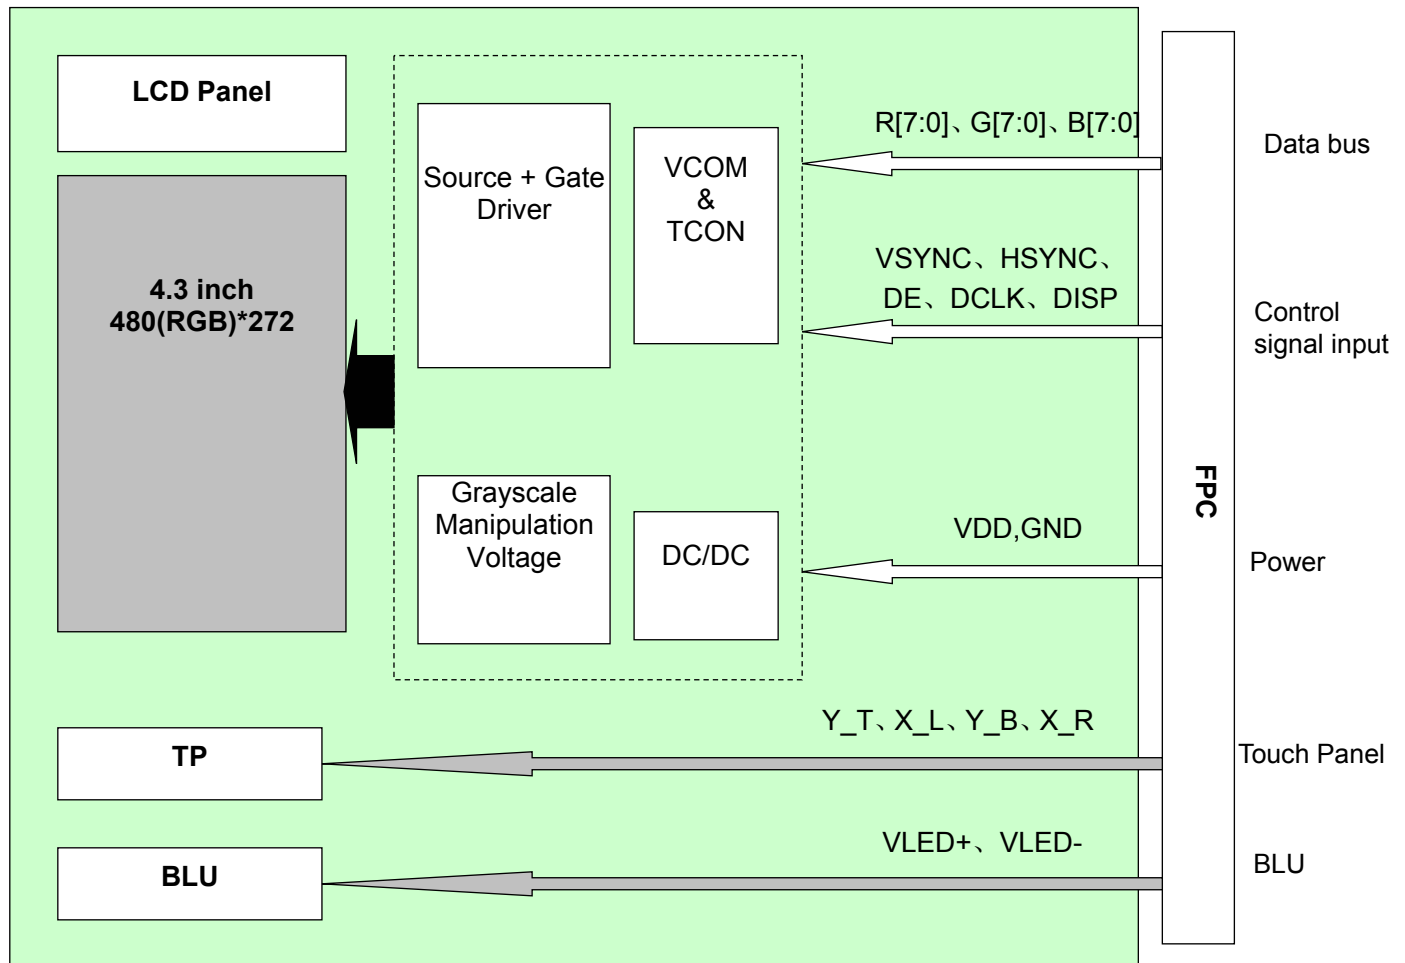 LCD Panel
4.3 inch
480(RGB)*272
Source + Gate
Driver
VCOM
&
TCON
Grayscale
Manipulation
Voltage
DC/DC
R[7:0]、G[7:0]、B[7:0]
Data bus
VSYNC、HSYNC、
DE、DCLK、DISP
Control
signal input
FPC
VDD,GND
Power
TP
Y_T、X_L、Y_B、X_R
Touch Panel
BLU
VLED+、VLED-
BLU